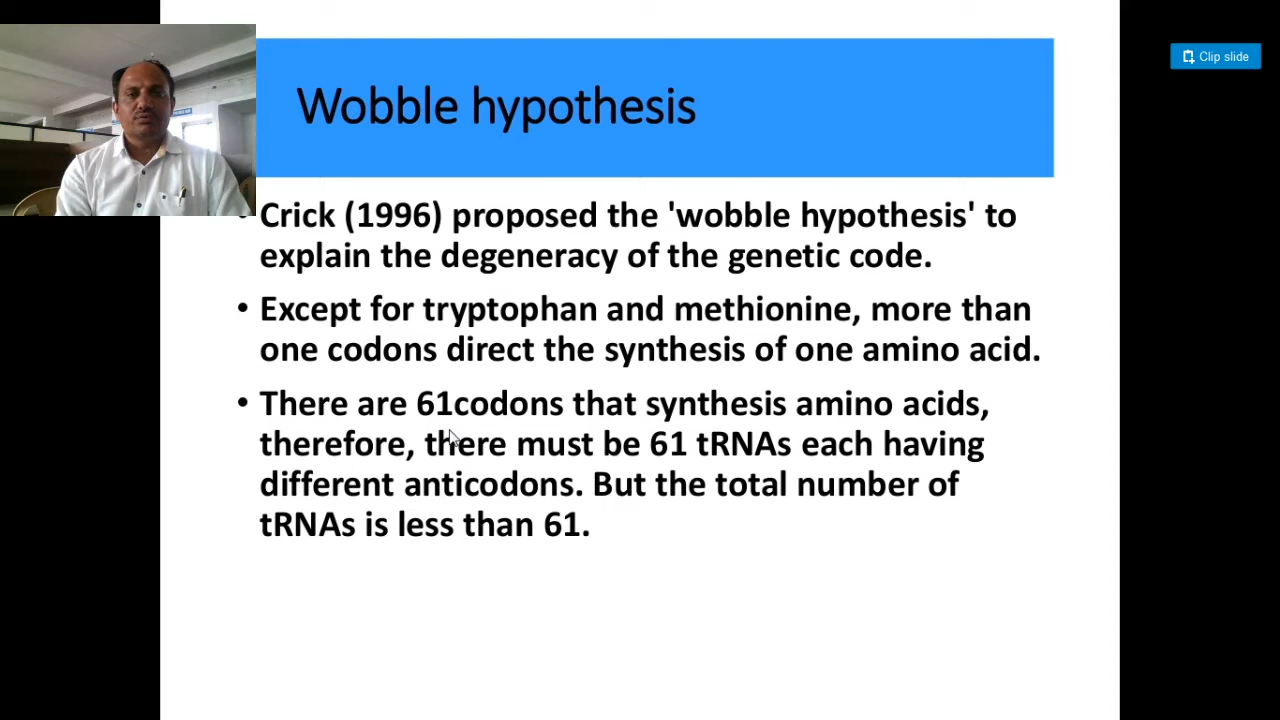 Clip slide
Wobble hypothesis
• Crick (1996) proposed the 'wobble hypothesis' to
explain the degeneracy of the genetic code.
• Except for tryptophan and methionine, more than
one codons direct the synthesis of one amino acid.
• There are 61codons that synthesis amino acids,
therefore, there must be 61 tRNAs each having
different anticodons. But the total number of
tRNAs is less than 61.